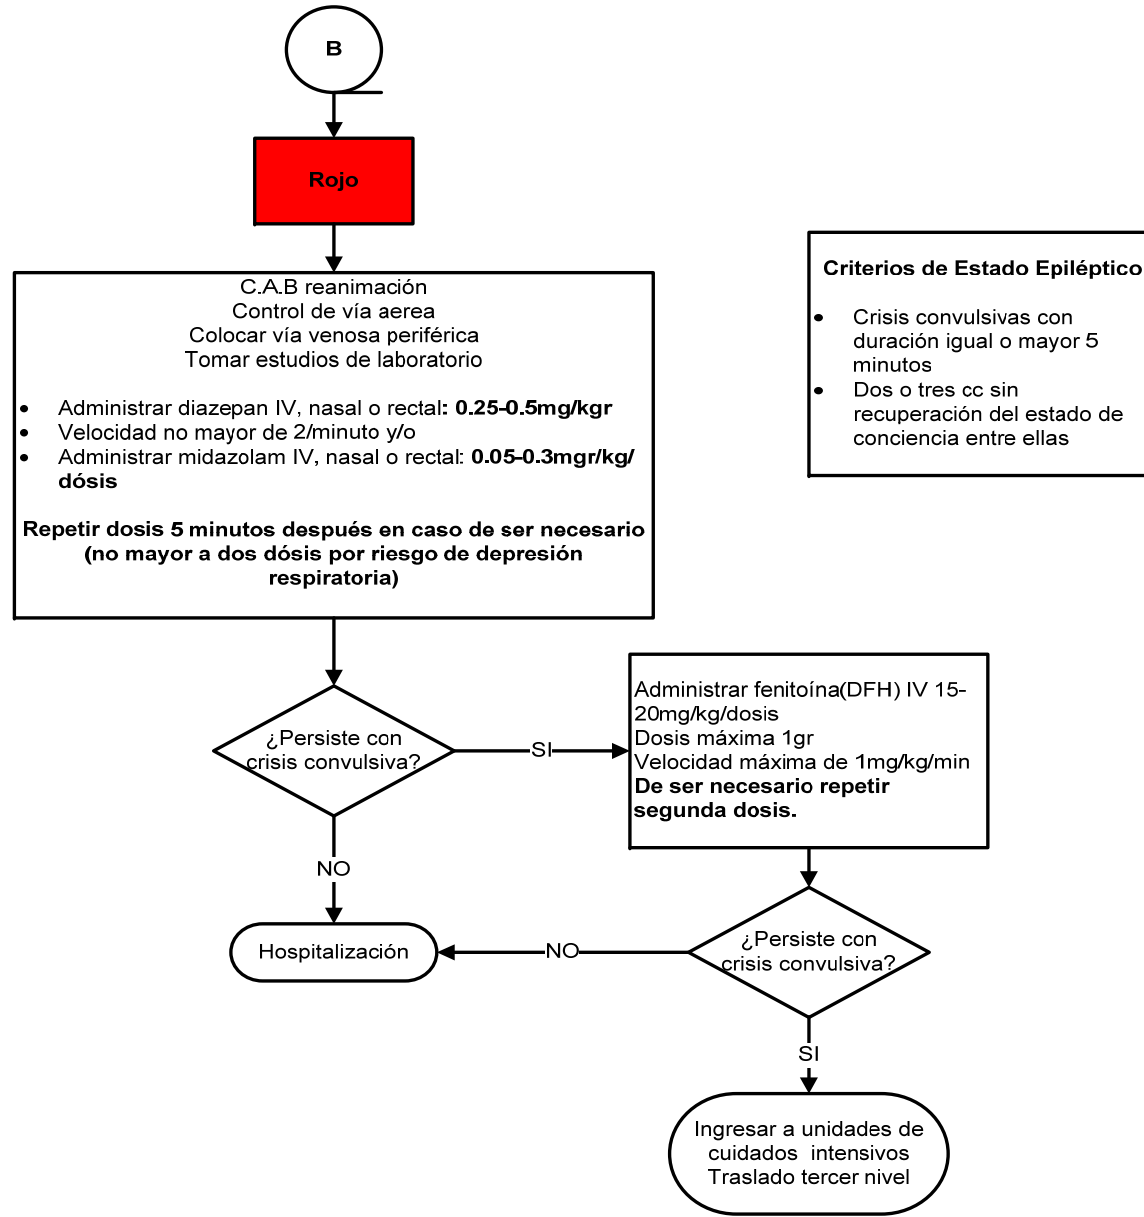 B
Rojo
C.A.B reanimación
Control de vía aerea
Colocar vía venosa periférica
Tomar estudios de laboratorio
• Administrar diazepan IV, nasal o rectal: 0.25-0.5mg/kgr
• Velocidad no mayor de 2/minuto y/o
• Administrar midazolam IV, nasal o rectal: 0.05-0.3mgr/kg/
dósis
Repetir dosis 5 minutos después en caso de ser necesario
(no mayor a dos dósis por riesgo de depresión
respiratoria)
Criterios de Estado Epiléptico
• Crisis convulsivas con
duración igual o mayor 5
minutos
• Dos o tres cc sin
recuperación del estado de
conciencia entre ellas
¿Persiste con
crisis convulsiva?
SI
Administrar fenitoína(DFH) IV 15-
20mg/kg/dosis
Dosis máxima 1gr
Velocidad máxima de 1mg/kg/min
De ser necesario repetir
segunda dosis.
NO
Hospitalización
NO
¿Persiste con
crisis convulsiva?
SI
Ingresar a unidades de
cuidados intensivos
Traslado tercer nivel